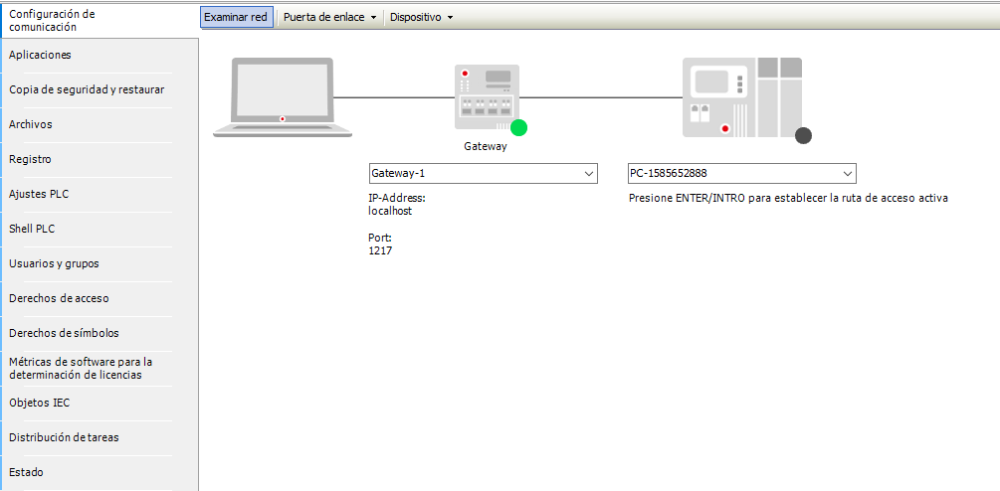 Configuración de
comunicación
Aplicaciones
Copia de seguridad y restaurar
Archivos
Registro
Ajustes PLC
Shell PLC
Usuarios y grupos
Derechos de acceso
Derechos de símbolos
Métricas de software para la
determinación de licencias
Objetos IEC
Distribución de tareas
Estado
Examinar red
Puerta de enlace
Dispositivo
Gateway
Gateway-1
IP-Address:
localhost
Port:
1217
PC-1585652888
Presione ENTER/INTRO para establecer la ruta de acceso activa